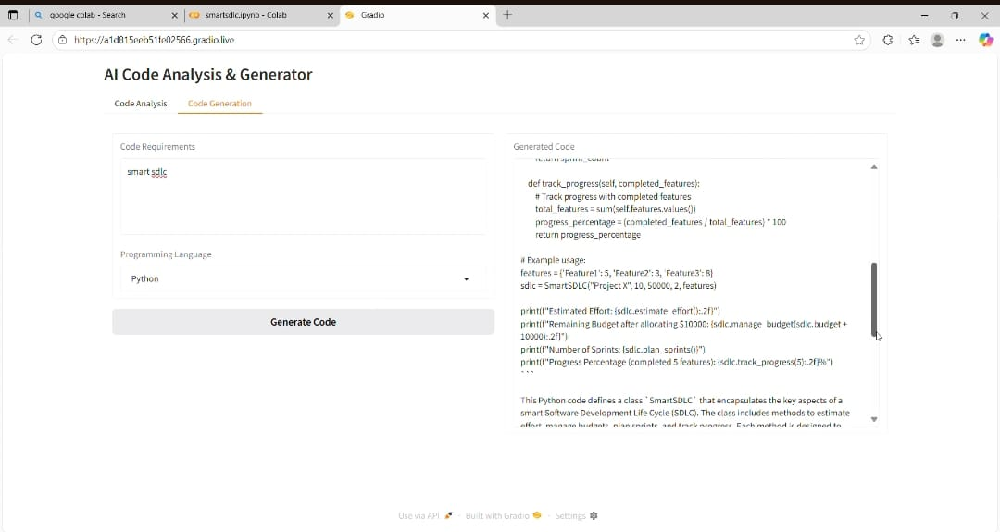 google colab - Search
smartsdlc.ipynb - Colab
Gradio
https://a1d815eeb51fe02566.gradio.live
AI Code Analysis & Generator
Code Analysis
Code Generation
Code Requirements
smart sdlc
Programming Language
Python
Generate Code
Generated Code
return sprint_count
def track_progress(self, completed_features):
# Track progress with completed features
total_features = sum(self.features.values())
progress_percentage = (completed_features / total_features) * 100
return progress_percentage
# Example usage:
features = {'Feature1': 5, 'Feature2': 3, 'Feature3': 8}
sdlc = SmartSDLC("Project X", 10, 50000, 2, features)
print(f"Estimated Effort: {sdlc.estimate_effort():.2f}")
print(f"Remaining Budget after allocating $10000: {sdlc.manage_budget(sdlc.budget +
10000):.2f}")
print(f"Number of Sprints: {sdlc.plan_sprints()}")
print(f"Progress Percentage (completed 5 features): {sdlc.track_progress(5):.2f}%")
```
This Python code defines a class `SmartSDLC` that encapsulates the key aspects of a
smart Software Development Life Cycle (SDLC). The class includes methods to estimate
effort, manage budgets, plan sprints, and track progress. Each method is designed to
Use via API · Built with Gradio · Settings